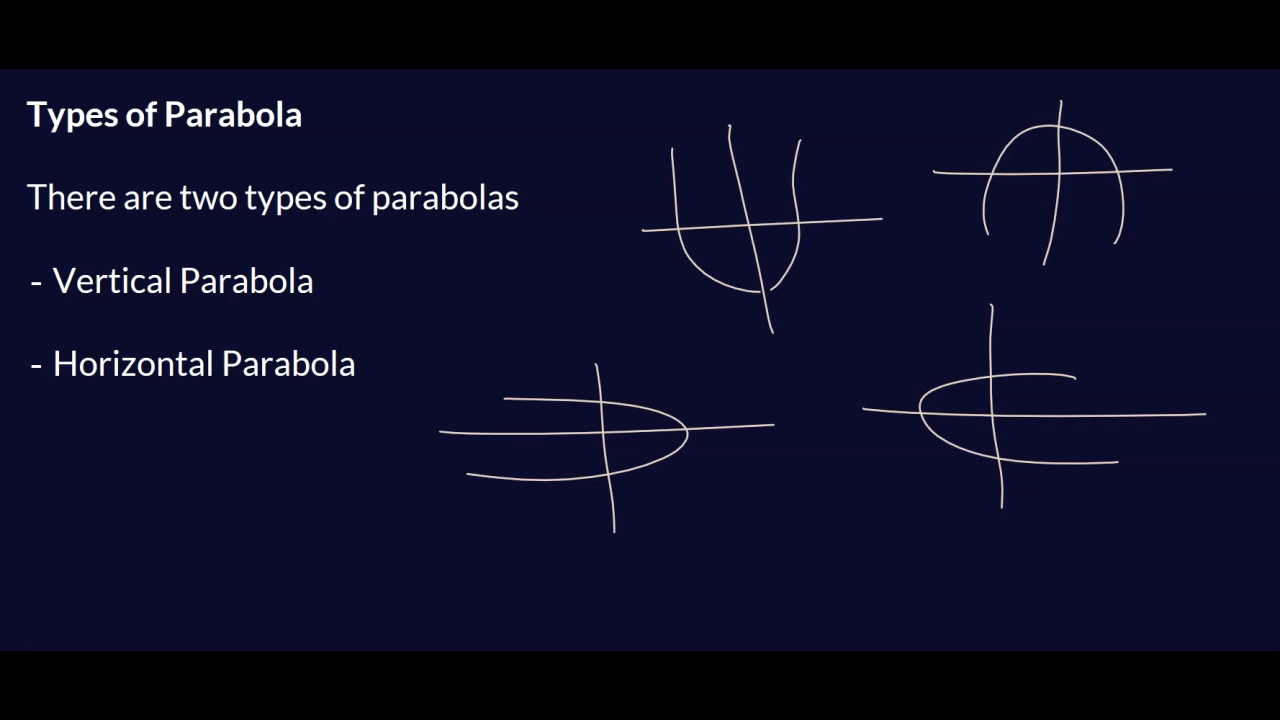 Types of Parabola
There are two types of parabolas
- Vertical Parabola
- Horizontal Parabola